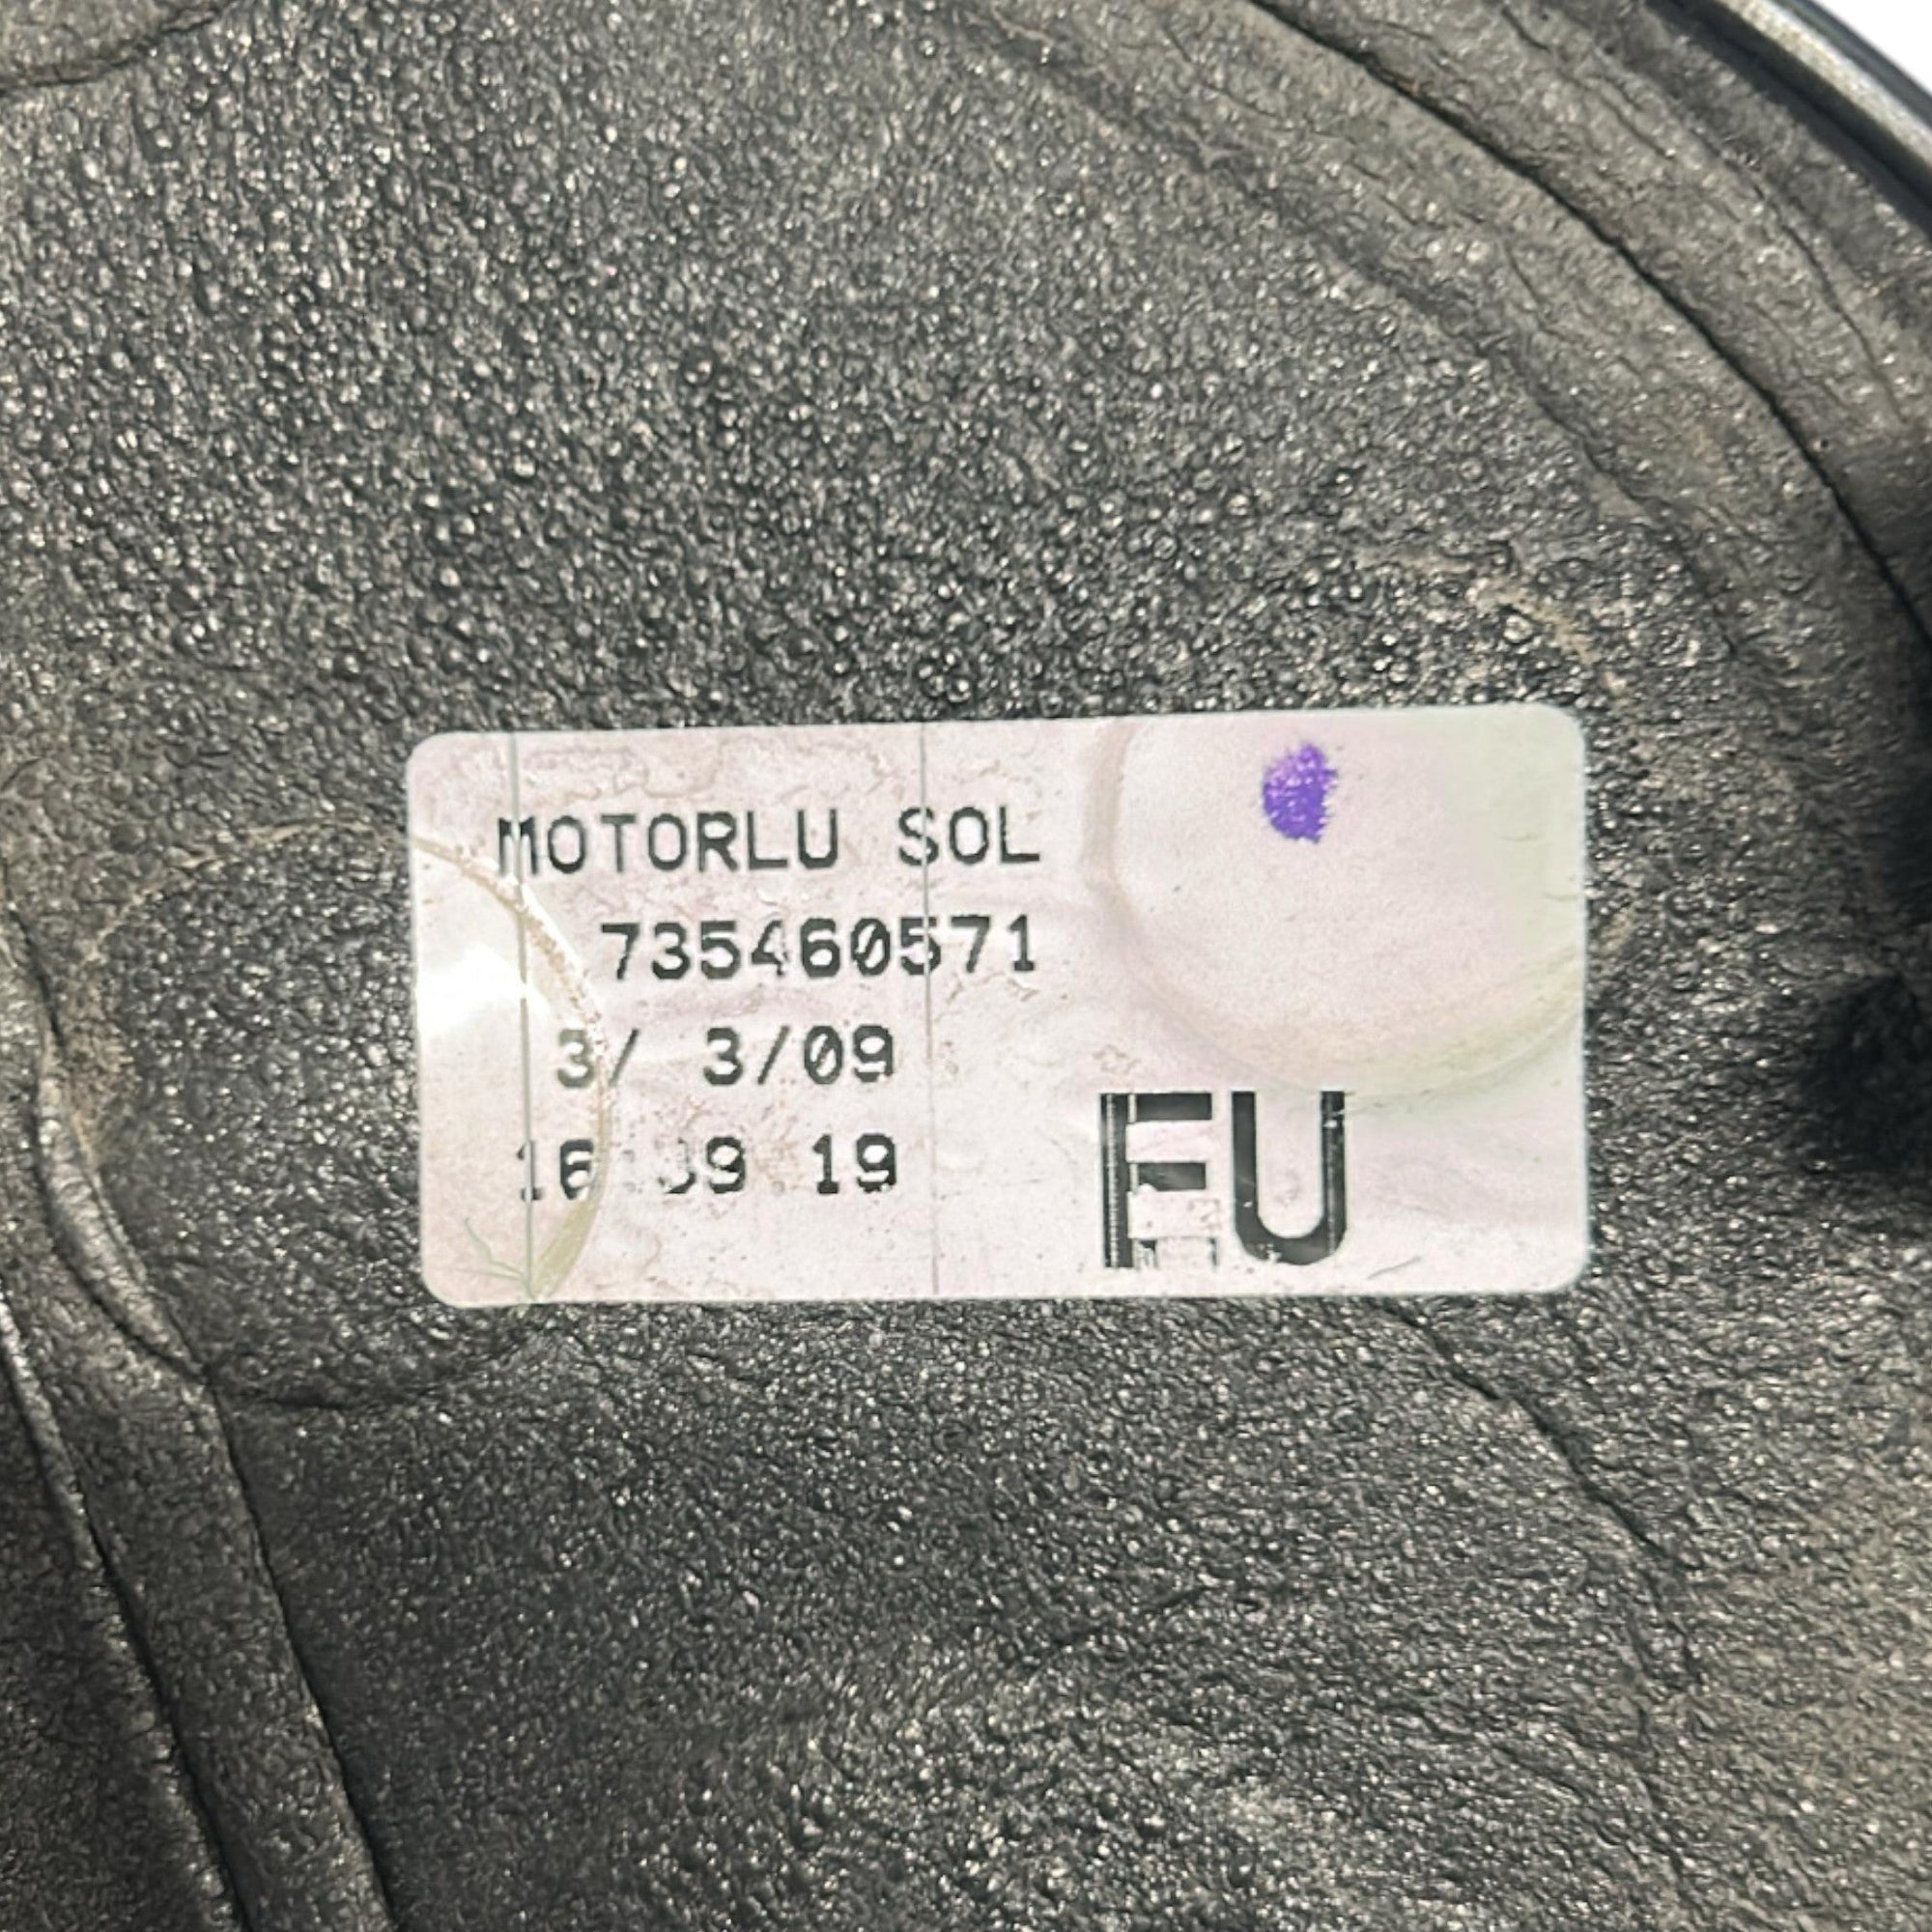 MOTORLU SOL
735460571
3/ 3/09
19
EU